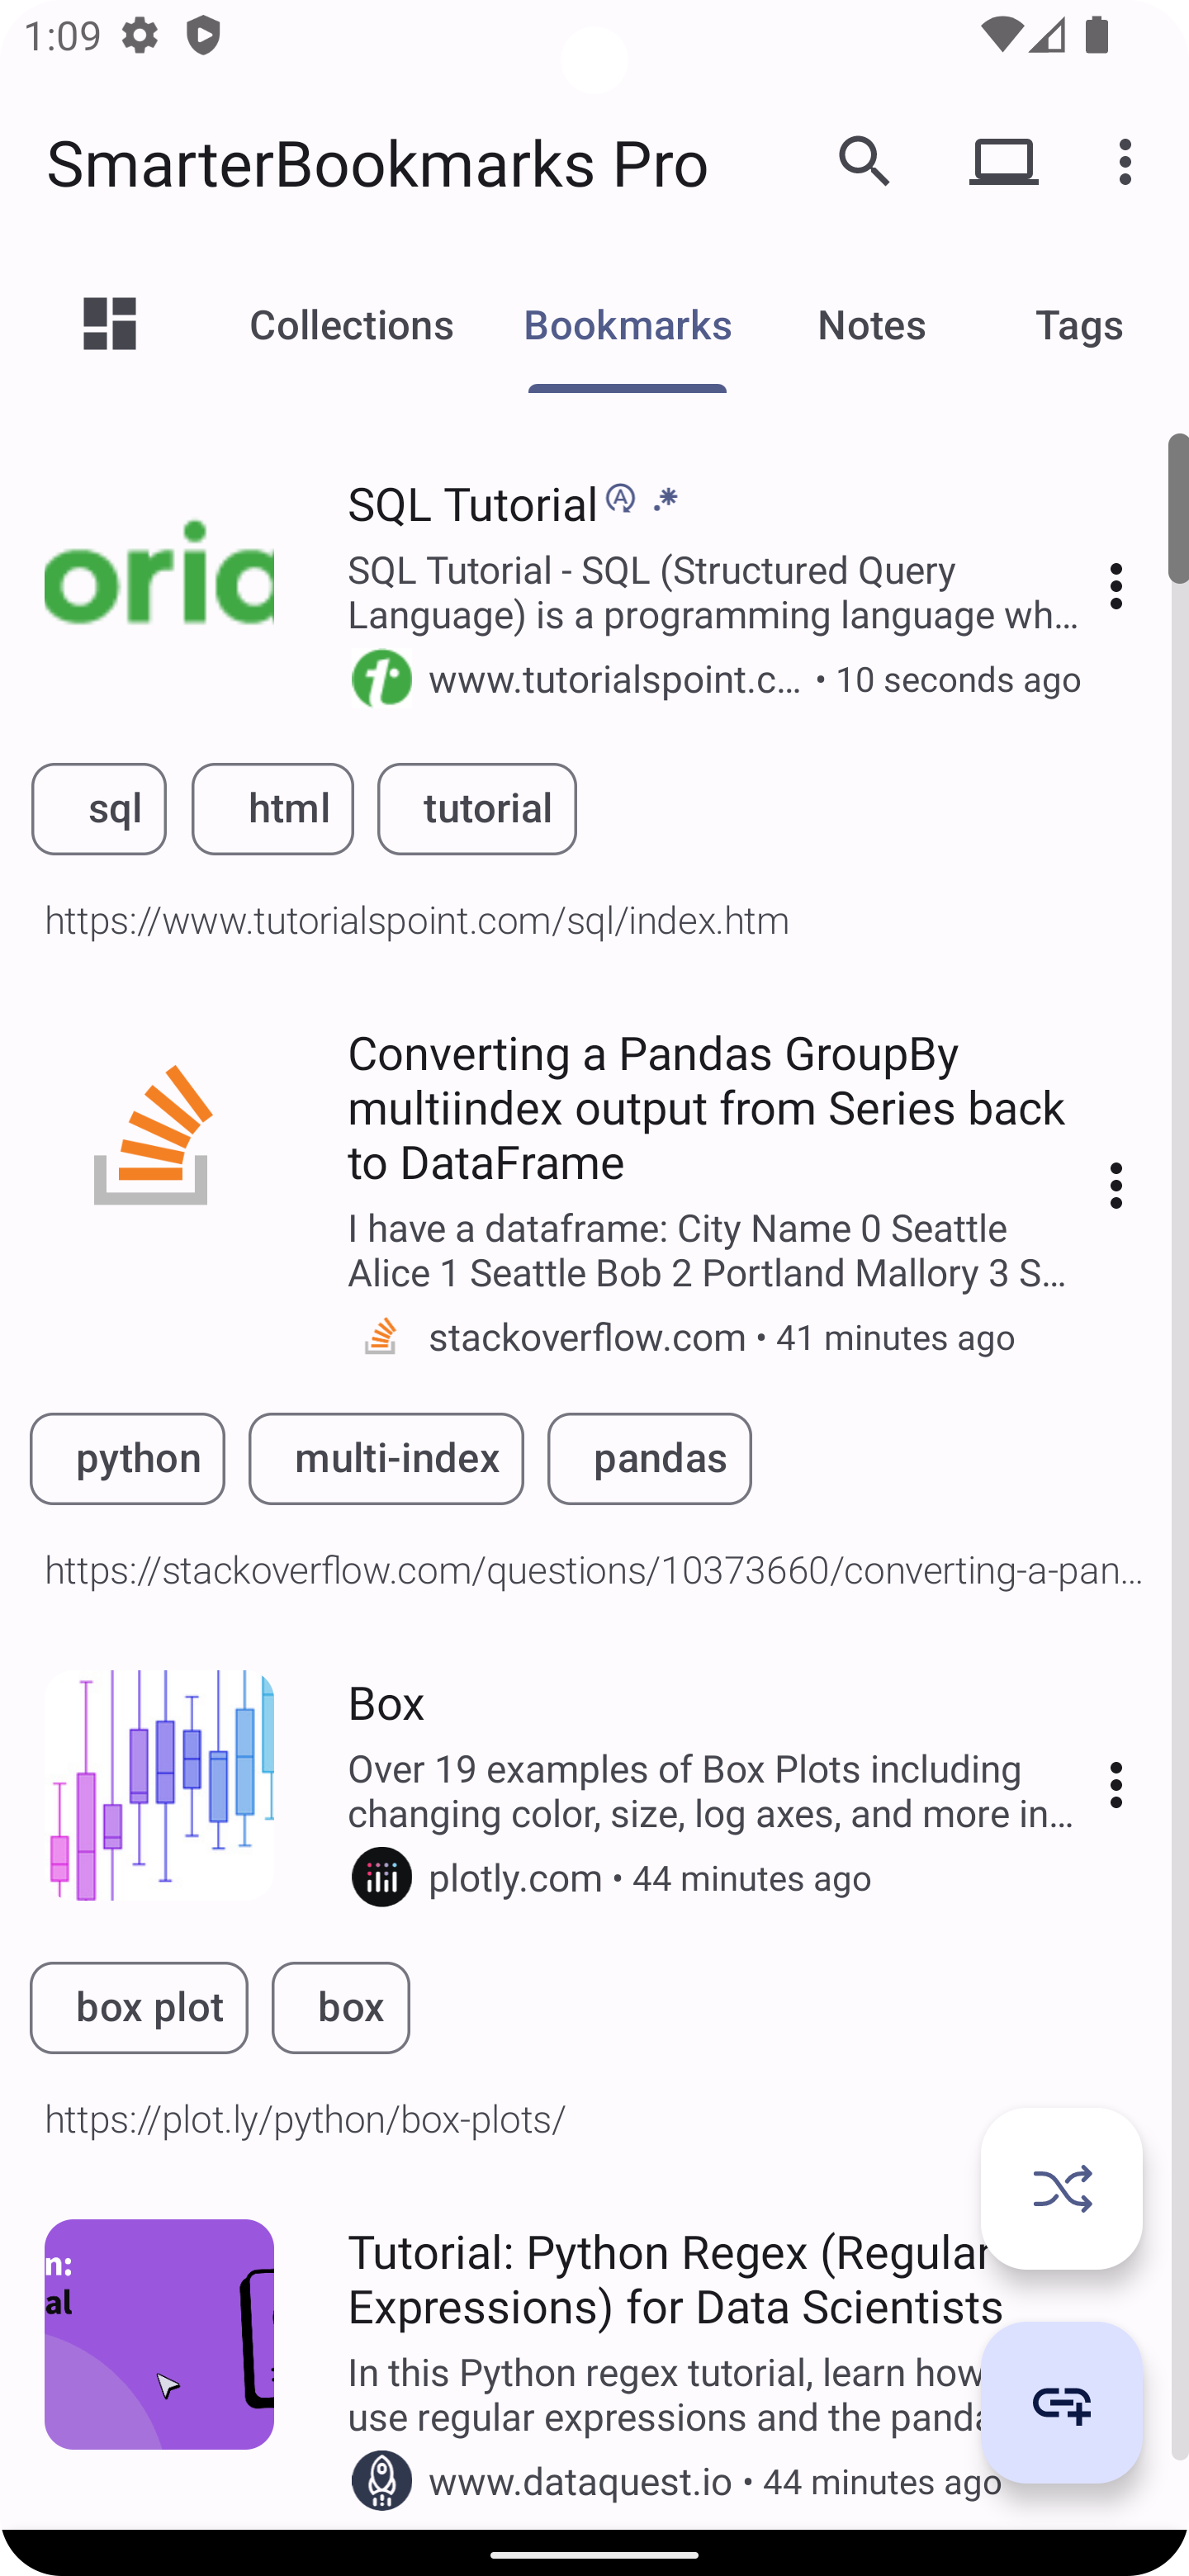 1:09
SmarterBookmarks Pro
Collections Bookmarks Notes Tags
oric
SQL Tutorial
SQL Tutorial - SQL (Structured Query
Language) is a programming language wh...
www.tutorialspoint.c... • 10 seconds ago
sql html tutorial
https://www.tutorialspoint.com/sql/index.htm
Converting a Pandas GroupBy
multiindex output from Series back
to DataFrame
I have a dataframe: City Name 0 Seattle
Alice 1 Seattle Bob 2 Portland Mallory 3 S...
stackoverflow.com • 41 minutes ago
python multi-index pandas
https://stackoverflow.com/questions/10373660/converting-a-pan...
Box
Over 19 examples of Box Plots including
changing color, size, log axes, and more in...
plotly.com • 44 minutes ago
box plot box
https://plot.ly/python/box-plots/
n:
al
Tutorial: Python Regex (Regular
Expressions) for Data Scientists
In this Python regex tutorial, learn how
use regular expressions and the panda
www.dataquest.io • 44 minutes ago